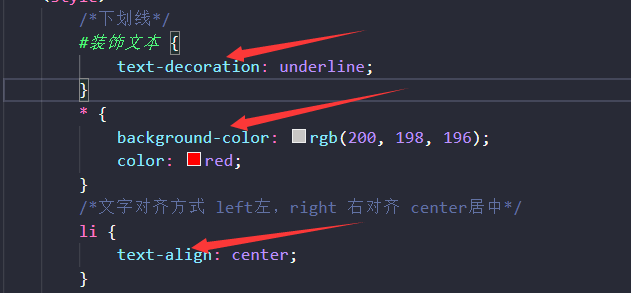 /*下划线*/
#装饰文本 {
text-decoration: underline;
}
* {
background-color: rgb(200, 198, 196);
color: red;
}
/*文字对齐方式 left左，right 右对齐 center居中*/
li {
text-align: center;
}